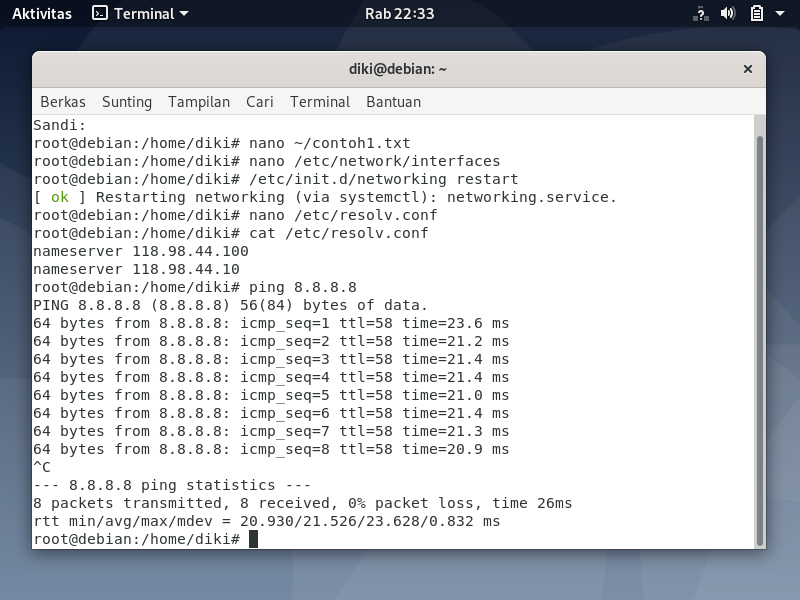 Aktivitas Terminal Rab 22:33 ?
diki@debian: ~ ×
Berkas Sunting Tampilan Cari Terminal Bantuan
Sandi:
root@debian:/home/diki# nano ~/contoh1.txt
root@debian:/home/diki# nano /etc/network/interfaces
root@debian:/home/diki# /etc/init.d/networking restart
[ ok ] Restarting networking (via systemctl): networking.service.
root@debian:/home/diki# nano /etc/resolv.conf
root@debian:/home/diki# cat /etc/resolv.conf
nameserver 118.98.44.100
nameserver 118.98.44.10
root@debian:/home/diki# ping 8.8.8.8
PING 8.8.8.8 (8.8.8.8) 56(84) bytes of data.
64 bytes from 8.8.8.8: icmp_seq=1 ttl=58 time=23.6 ms
64 bytes from 8.8.8.8: icmp_seq=2 ttl=58 time=21.2 ms
64 bytes from 8.8.8.8: icmp_seq=3 ttl=58 time=21.4 ms
64 bytes from 8.8.8.8: icmp_seq=4 ttl=58 time=21.4 ms
64 bytes from 8.8.8.8: icmp_seq=5 ttl=58 time=21.0 ms
64 bytes from 8.8.8.8: icmp_seq=6 ttl=58 time=21.4 ms
64 bytes from 8.8.8.8: icmp_seq=7 ttl=58 time=21.3 ms
64 bytes from 8.8.8.8: icmp_seq=8 ttl=58 time=20.9 ms
^C
--- 8.8.8.8 ping statistics ---
8 packets transmitted, 8 received, 0% packet loss, time 26ms
rtt min/avg/max/mdev = 20.930/21.526/23.628/0.832 ms
root@debian:/home/diki#